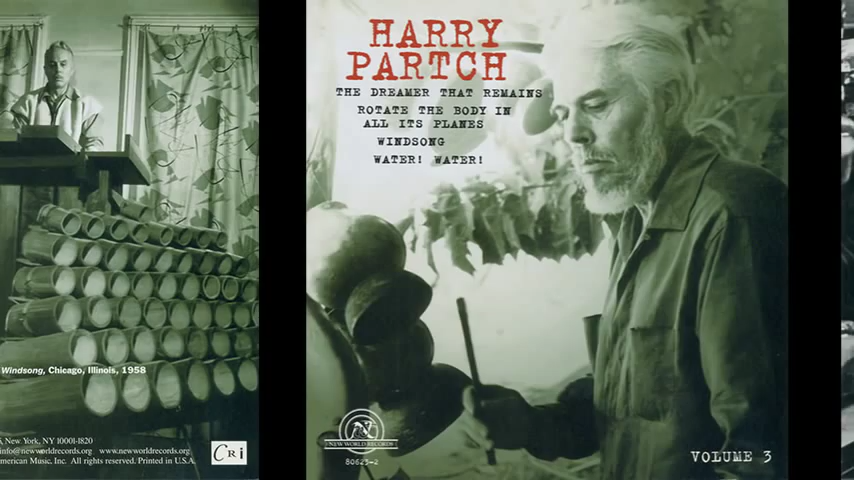 Windsong, Chicago, Illinois, 1958
New York, NY 10001-1820
info@newworldrecords.org www.newworldrecords.org
American Music, Inc. All rights reserved. Printed in U.S.A.
CRi
HARRY
PARTCH
THE DREAMER THAT REMAINS
ROTATE THE BODY IN
ALL ITS PLANES
WINDSONG
WATER! WATER!
NEW WORLD RECORDS
80623-2
VOLUME 3